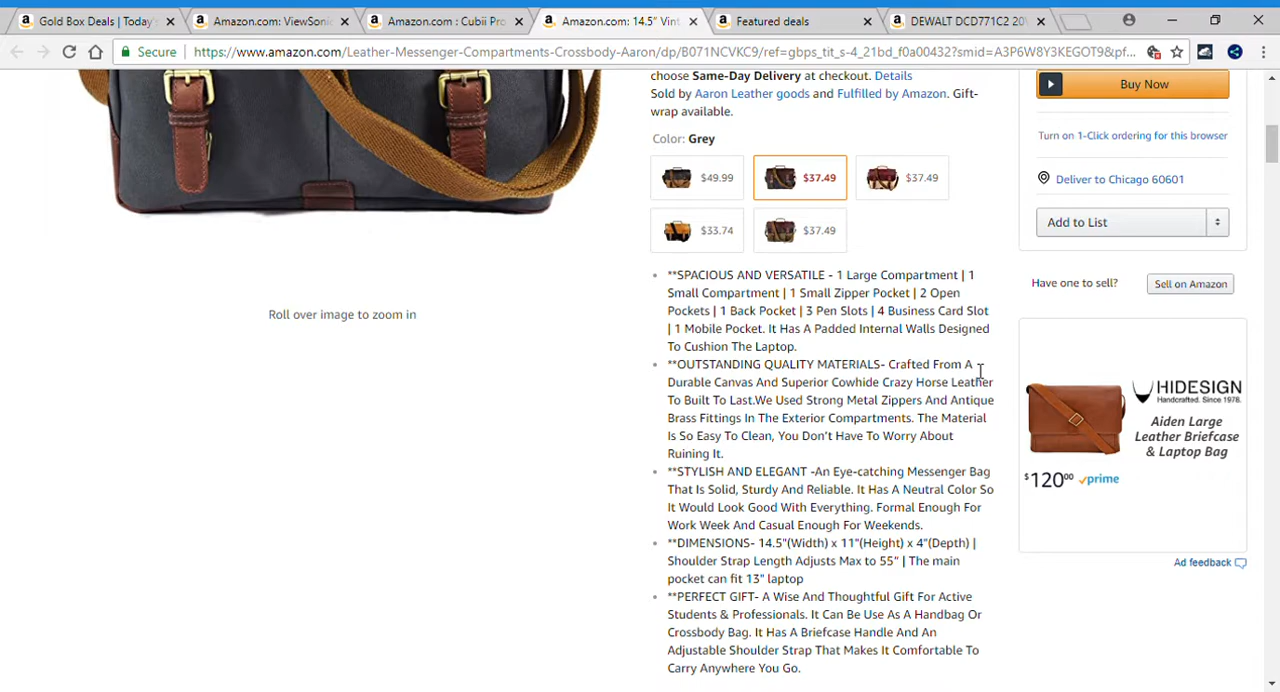 Gold Box Deals | Today'
Amazon.com: ViewSonic
Amazon.com : Cubii Pro
Amazon.com: 14.5" Vint
Featured deals
DEWALT DCD771C2 20V
Secure
https://www.amazon.com/Leather-Messenger-Compartments-Crossbody-Aaron/dp/B071NCVKC9/ref=gbps_tit_s-4_21bd_f0a00432?smid=A3P6W8Y3KEGOT9&pf...
choose Same-Day Delivery at checkout. Details
Sold by Aaron Leather goods and Fulfilled by Amazon. Gift-
wrap available.
Color: Grey
$49.99
$37.49
$37.49
$33.74
$37.49
Roll over image to zoom in
**SPACIOUS AND VERSATILE - 1 Large Compartment | 1
Small Compartment | 1 Small Zipper Pocket | 2 Open
Pockets | 1 Back Pocket | 3 Pen Slots | 4 Business Card Slot
| 1 Mobile Pocket. It Has A Padded Internal Walls Designed
To Cushion The Laptop.
**OUTSTANDING QUALITY MATERIALS- Crafted From A
Durable Canvas And Superior Cowhide Crazy Horse Leather
To Built To Last.We Used Strong Metal Zippers And Antique
Brass Fittings In The Exterior Compartments. The Material
Is So Easy To Clean, You Don't Have To Worry About
Ruining It.
**STYLISH AND ELEGANT -An Eye-catching Messenger Bag
That Is Solid, Sturdy And Reliable. It Has A Neutral Color So
It Would Look Good With Everything. Formal Enough For
Work Week And Casual Enough For Weekends.
**DIMENSIONS- 14.5"(Width) x 11"(Height) x 4"(Depth) |
Shoulder Strap Length Adjusts Max to 55" | The main
pocket can fit 13" laptop
**PERFECT GIFT- A Wise And Thoughtful Gift For Active
Students & Professionals. It Can Be Use As A Handbag Or
Crossbody Bag. It Has A Briefcase Handle And An
Adjustable Shoulder Strap That Makes It Comfortable To
Carry Anywhere You Go.
Buy Now
Turn on 1-Click ordering for this browser
Deliver to Chicago 60601
Add to List
Have one to sell?
Sell on Amazon
HIDESIGN
Handcrafted. Since 1978.
Aiden Large
Leather Briefcase
& Laptop Bag
$120⁰⁰ prime
Ad feedback